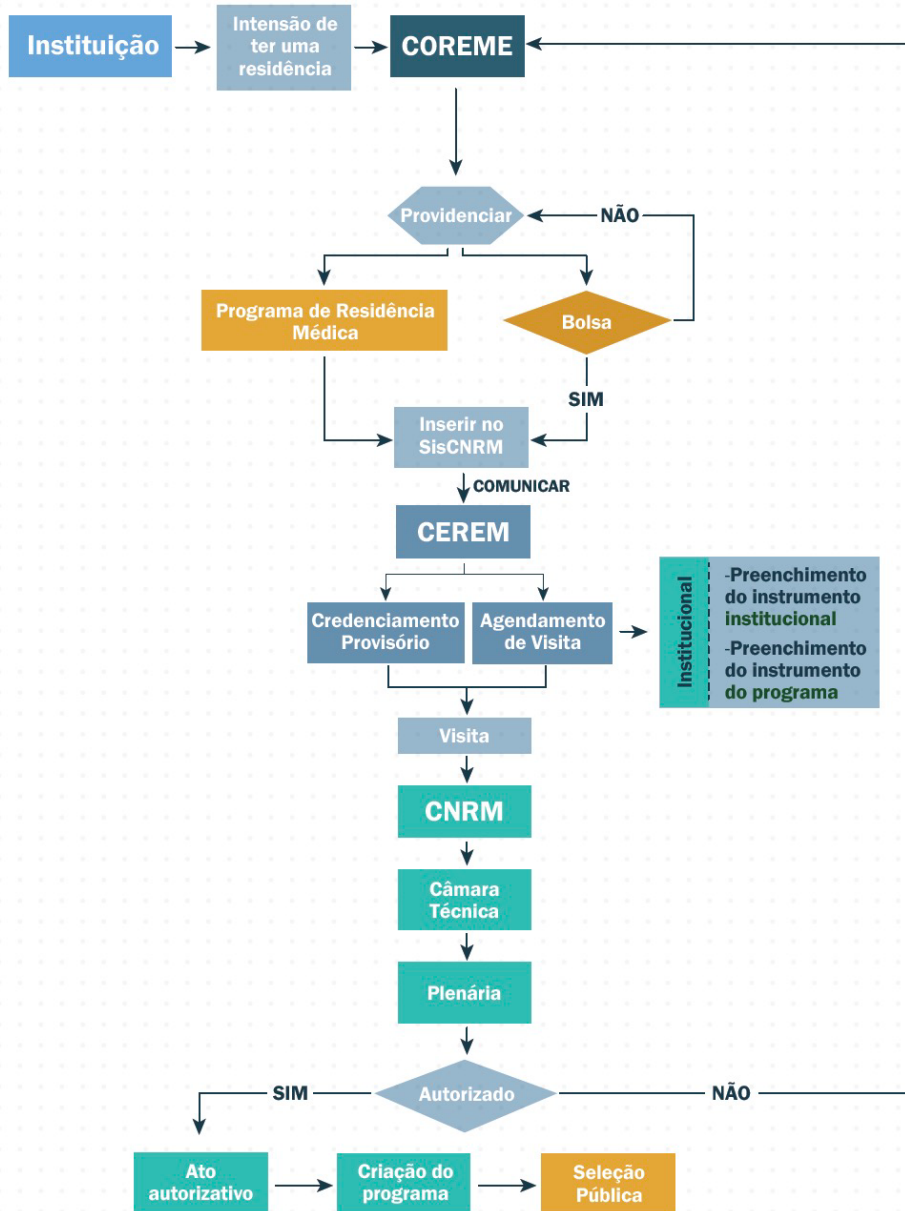 Instituição
Intensão de
ter uma
residência
COREME
Providenciar
NÃO
Programa de Residência
Médica
Bolsa
SIM
Inserir no
SisCNRM
COMUNICAR
CEREM
Credenciamento
Provisório
Agendamento
de Visita
Institucional
-Preenchimento
do instrumento
institucional
-Preenchimento
do instrumento
do programa
Visita
CNRM
Câmara
Técnica
Plenária
Autorizado
SIM
NÃO
Ato
autorizativo
Criação do
programa
Seleção
Pública